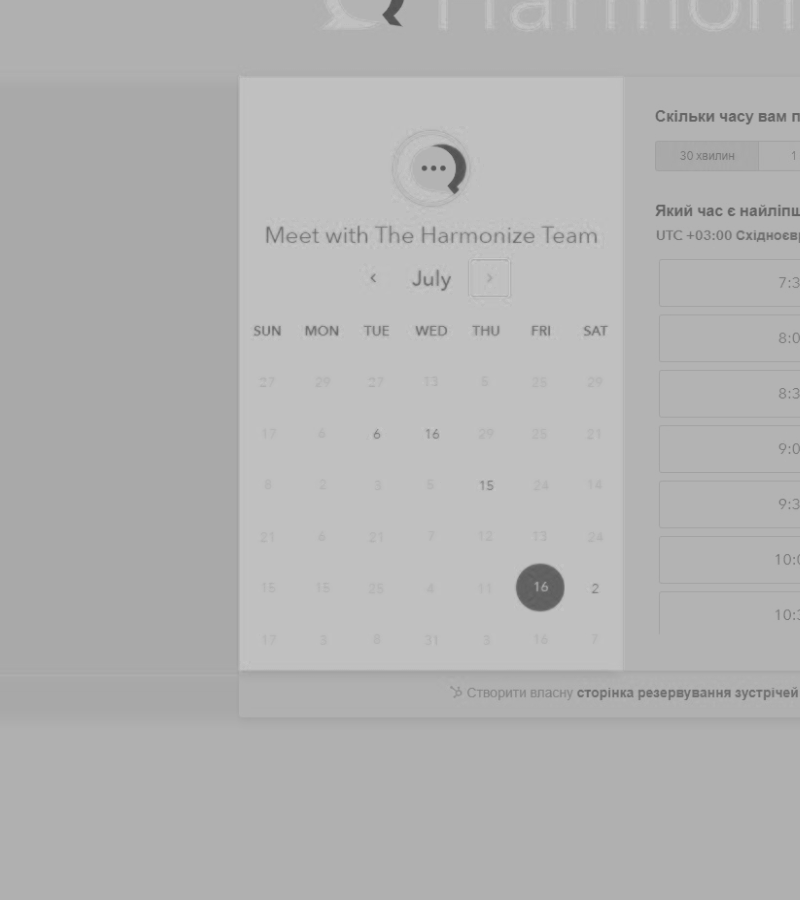 Harmon
Meet with The Harmonize Team
July
SUN MON TUE WED THU FRI SAT
27 29 27 13 5 25 29
17 6 6 16 29 25 21
8 2 3 6 15 24 14
21 6 21 7 12 13 24
15 15 25 4 11 16 2
17 3 8 31 5 16 7
Скільки часу вам п
30 хвилин 1
Який час є найліпш
UTC +03:00 Східноєвр
7:3
8:0
8:3
9:0
9:3
10:0
10:3
Створити власну сторінка резервування зустрічей